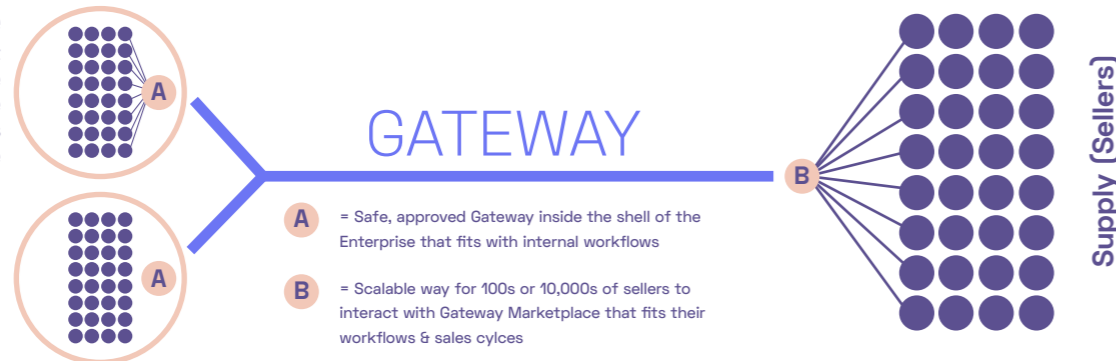 A
GATEWAY
B
A
A = Safe, approved Gateway inside the shell of the
Enterprise that fits with internal workflows
B = Scalable way for 100s or 10,000s of sellers to
interact with Gateway Marketplace that fits their
workflows & sales cylces
Supply (Sellers)